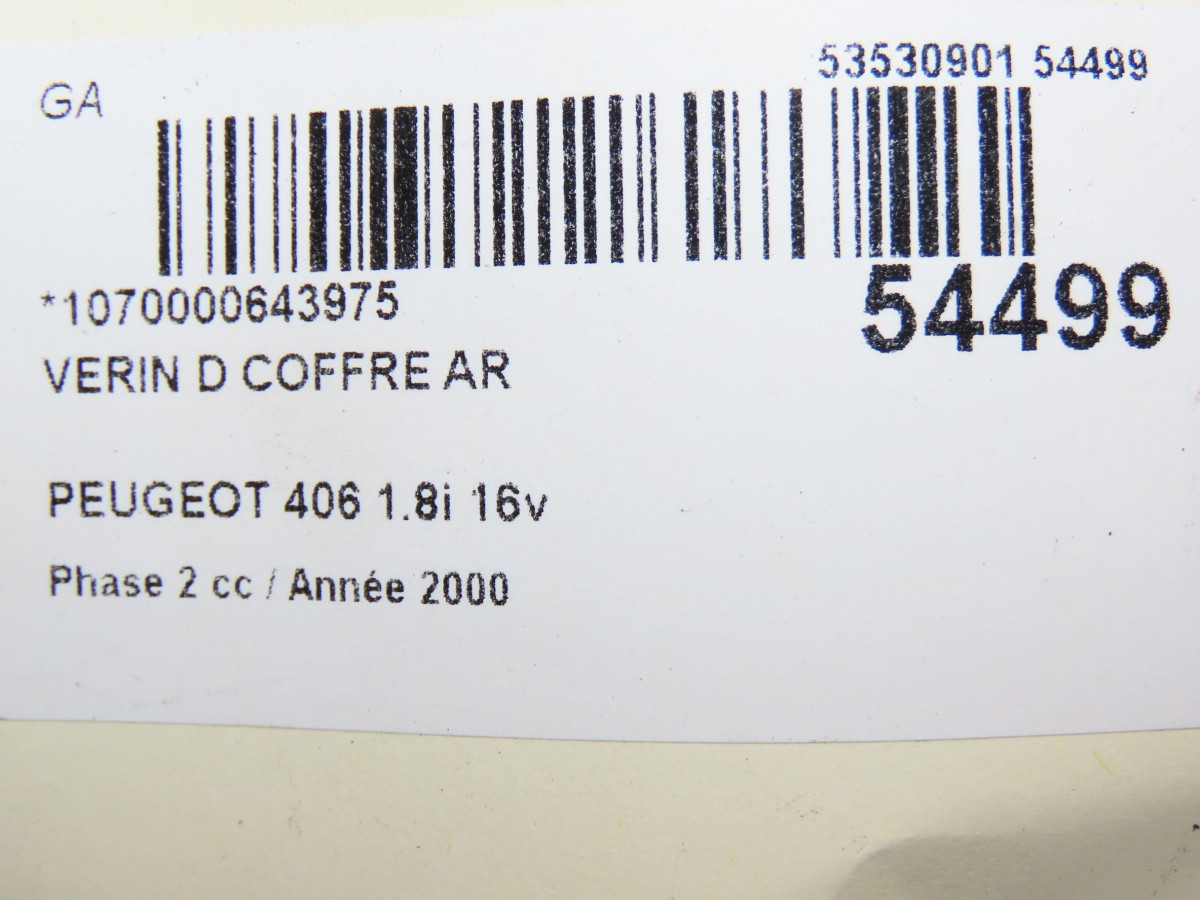 GA
53530901 54499
*1070000643975
54499
VERIN D COFFRE AR
PEUGEOT 406 1.8i 16v
Phase 2 cc / Année 2000